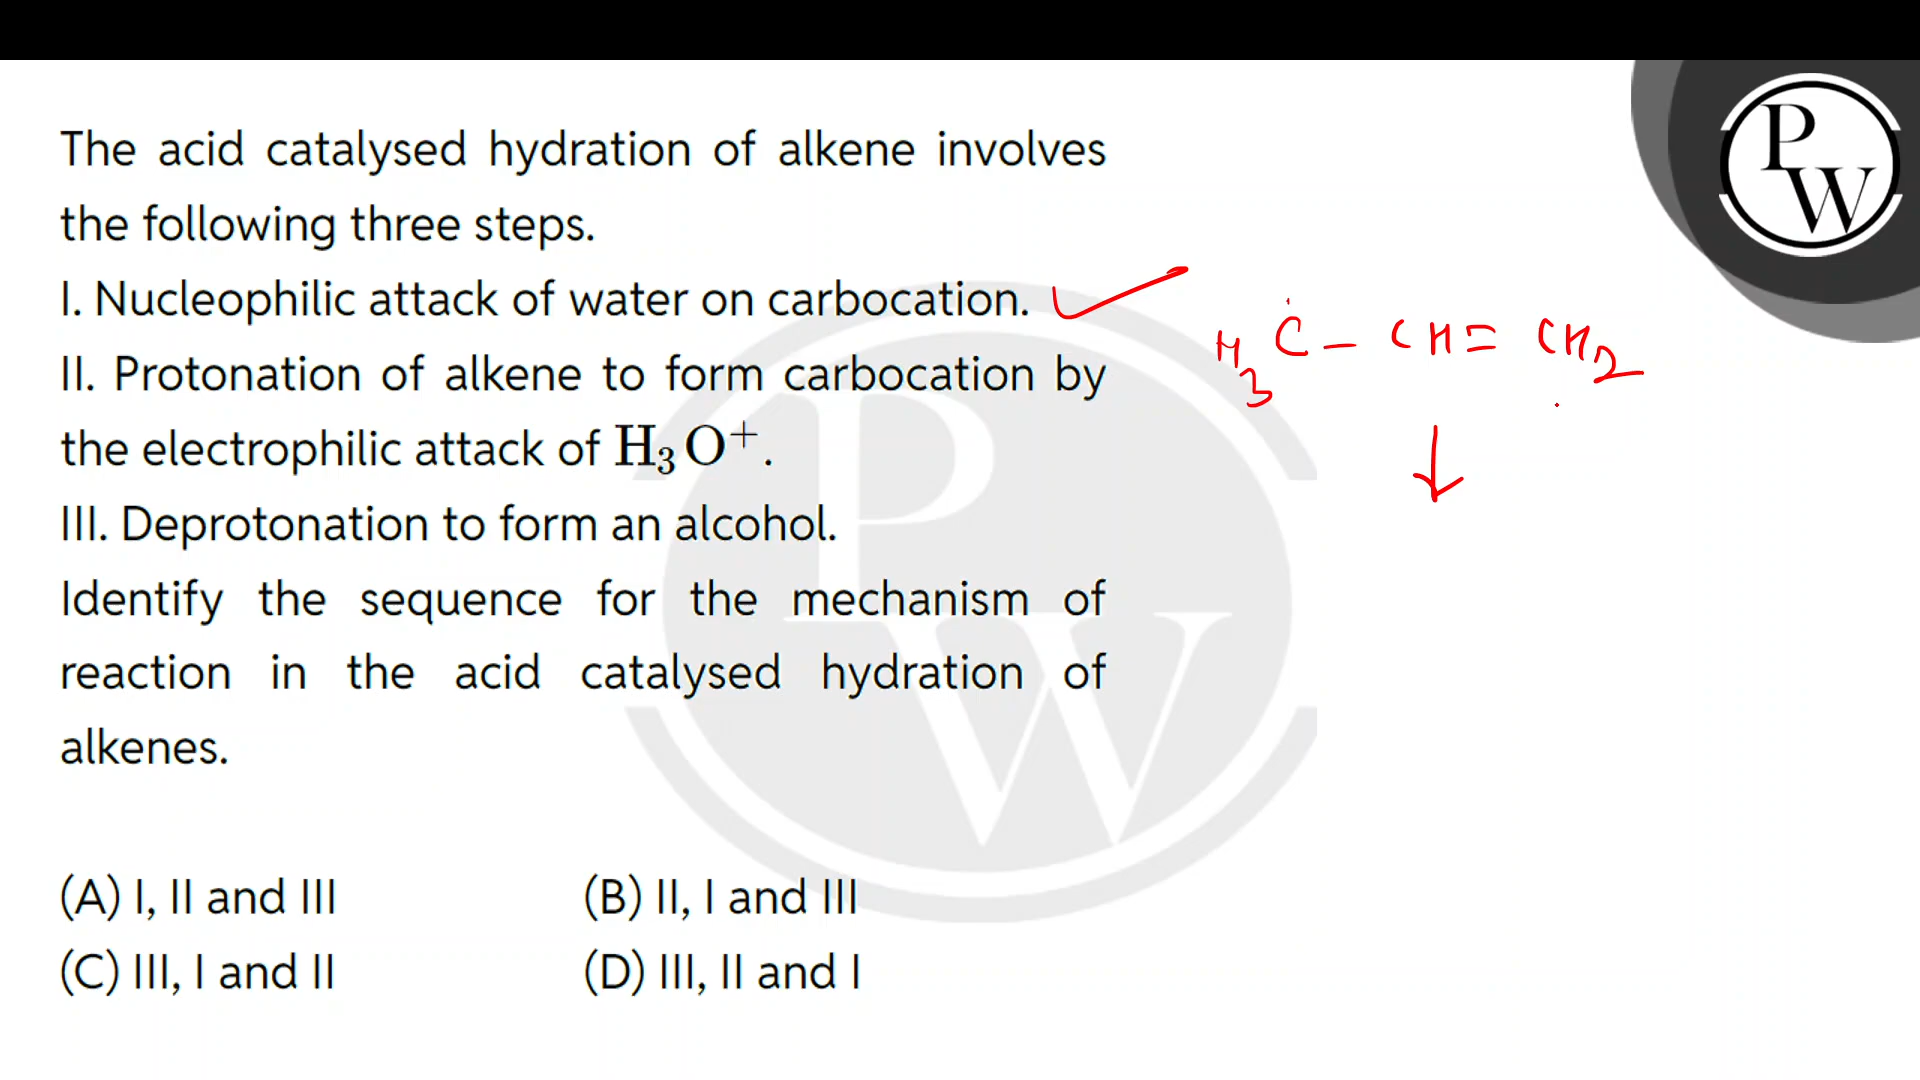 The acid catalysed hydration of alkene involves
the following three steps.
I. Nucleophilic attack of water on carbocation.
II. Protonation of alkene to form carbocation by
the electrophilic attack of H₃O⁺.
III. Deprotonation to form an alcohol.
Identify the sequence for the mechanism of
reaction in the acid catalysed hydration of
alkenes.
(A) I, II and III
(B) II, I and III
(C) III, I and II
(D) III, II and I
H₃C – CH = CH₂
PW
PW